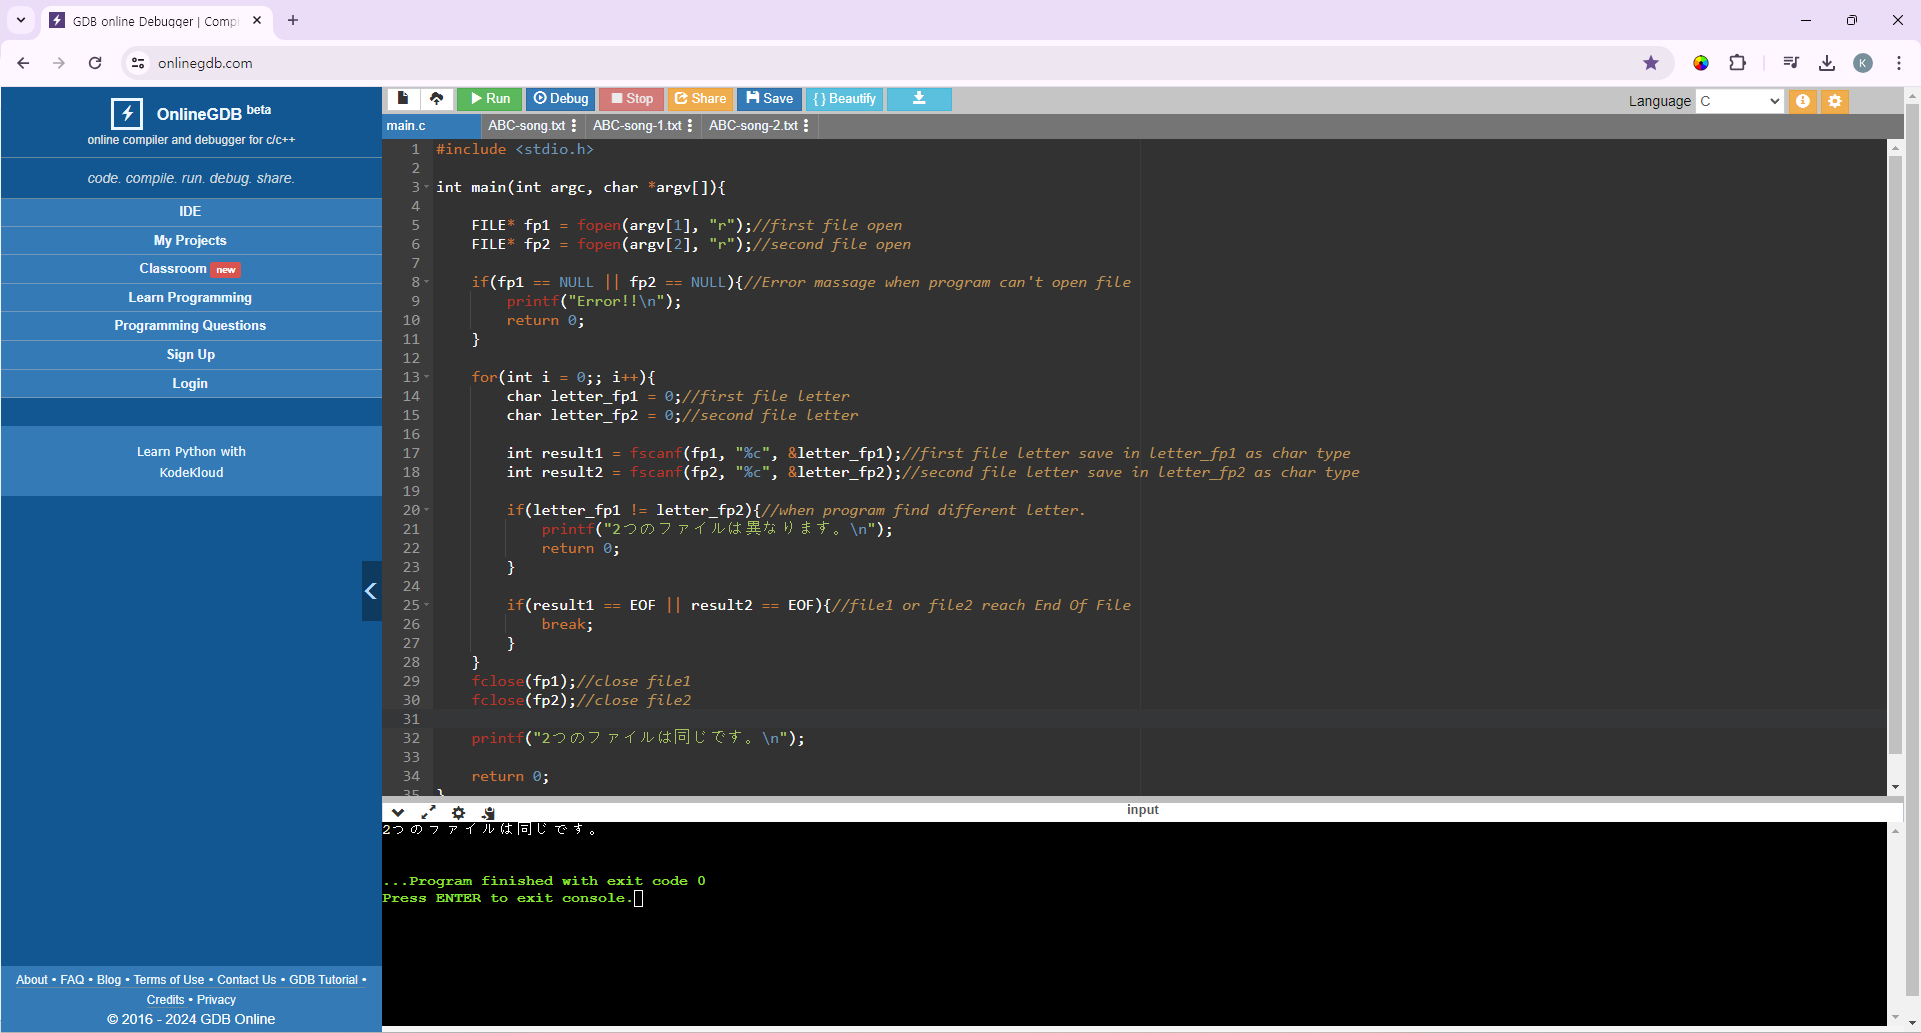 GDB online Debugger | Compi
onlinegdb.com
K
OnlineGDB beta
online compiler and debugger for c/c++
code. compile. run. debug. share.
IDE
My Projects
Classroom new
Learn Programming
Programming Questions
Sign Up
Login
Learn Python with
KodeKloud
About • FAQ • Blog • Terms of Use • Contact Us • GDB Tutorial •
Credits • Privacy
© 2016 - 2024 GDB Online
Run Debug Stop Share Save { } Beautify
Language C
main.c ABC-song.txt ABC-song-1.txt ABC-song-2.txt
1 #include <stdio.h>
2
3 int main(int argc, char *argv[]){
4
5 FILE* fp1 = fopen(argv[1], "r");//first file open
6 FILE* fp2 = fopen(argv[2], "r");//second file open
7
8 if(fp1 == NULL || fp2 == NULL){//Error massage when program can't open file
9 printf("Error!!\n");
10 return 0;
11 }
12
13 for(int i = 0;; i++){
14 char letter_fp1 = 0;//first file letter
15 char letter_fp2 = 0;//second file letter
16
17 int result1 = fscanf(fp1, "%c", &letter_fp1);//first file letter save in letter_fp1 as char type
18 int result2 = fscanf(fp2, "%c", &letter_fp2);//second file letter save in letter_fp2 as char type
19
20 if(letter_fp1 != letter_fp2){//when program find different letter.
21 printf("2つのファイルは異なります。\n");
22 return 0;
23 }
24
25 if(result1 == EOF || result2 == EOF){//file1 or file2 reach End Of File
26 break;
27 }
28 }
29 fclose(fp1);//close file1
30 fclose(fp2);//close file2
31
32 printf("2つのファイルは同じです。\n");
33
34 return 0;
35 }
input
2つのファイルは同じです。
...Program finished with exit code 0
Press ENTER to exit console.